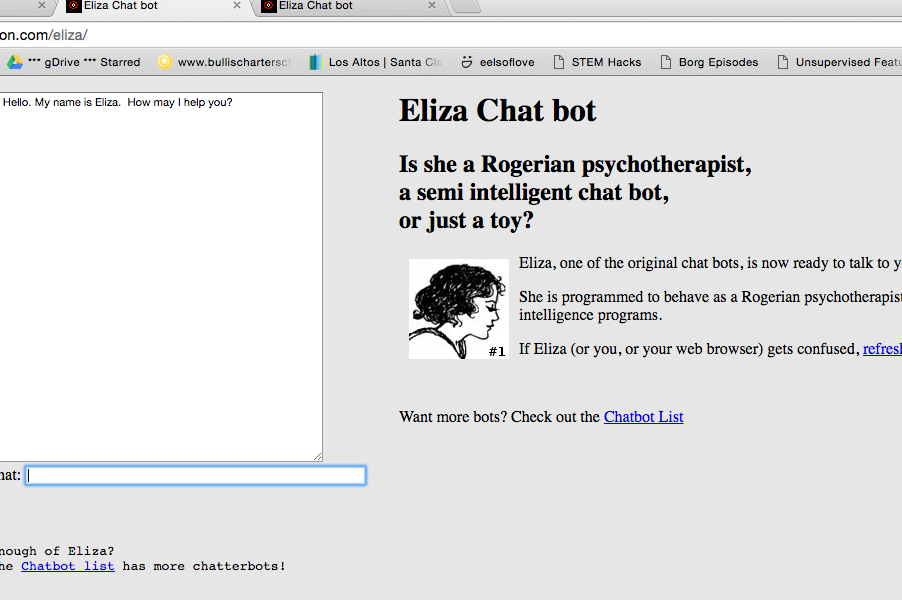 Eliza Chat bot
Eliza Chat bot
on.com/eliza/
*** gDrive *** Starred
www.bullischartersc
Los Altos | Santa Cla
eelsoflove
STEM Hacks
Borg Episodes
Unsupervised Featu
Hello. My name is Eliza.  How may I help you?
Eliza Chat bot
Is she a Rogerian psychotherapist,
a semi intelligent chat bot,
or just a toy?
#1
Eliza, one of the original chat bots, is now ready to talk to y
She is programmed to behave as a Rogerian psychotherapist
intelligence programs.
If Eliza (or you, or your web browser) gets confused, refresh
Want more bots? Check out the Chatbot List
hat:
nough of Eliza?
he Chatbot list has more chatterbots!